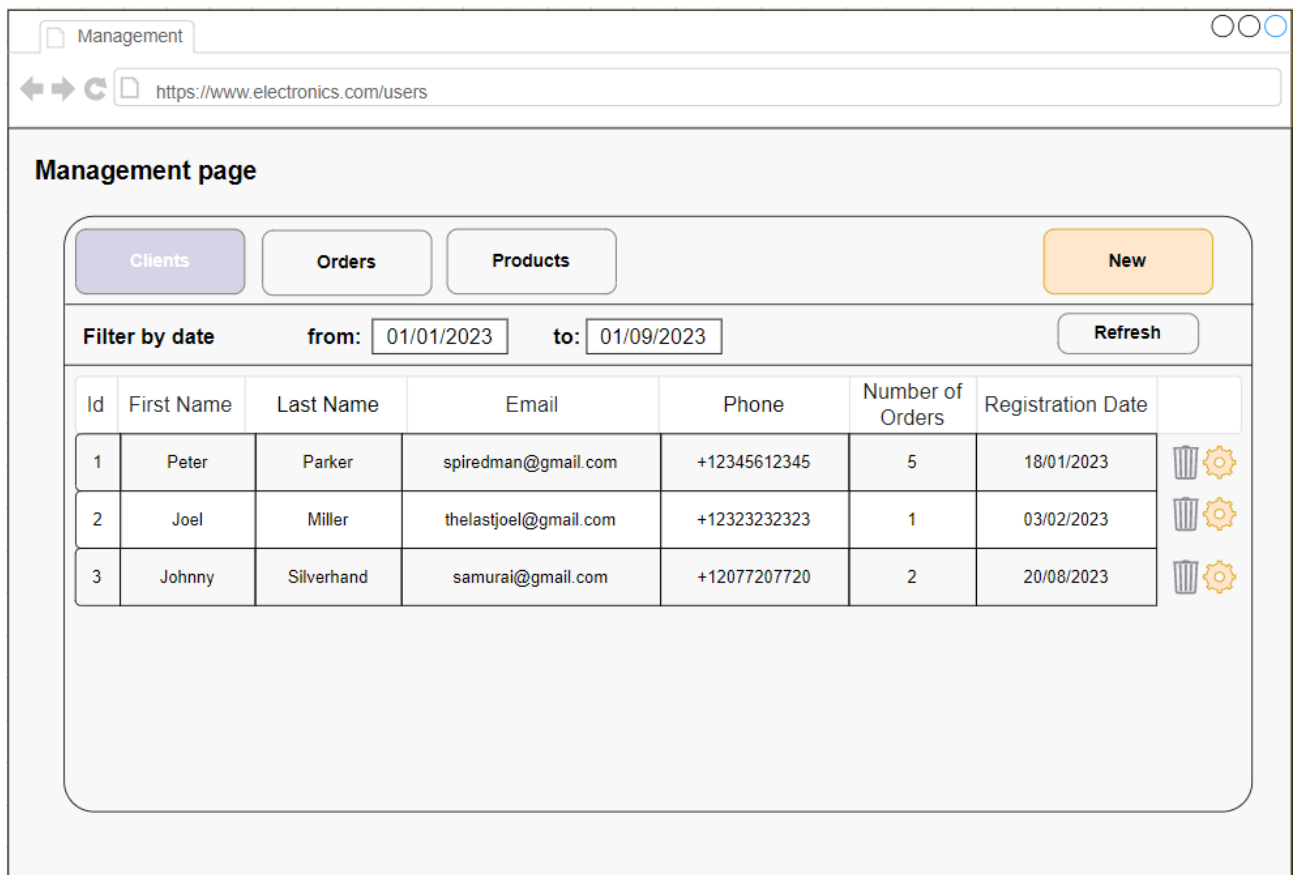 Management
https://www.electronics.com/users
Management page
Clients Orders Products New
Filter by date from: 01/01/2023 to: 01/09/2023 Refresh
Id First Name Last Name Email Phone Number of Orders Registration Date
1 Peter Parker spiredman@gmail.com +12345612345 5 18/01/2023
2 Joel Miller thelastjoel@gmail.com +12323232323 1 03/02/2023
3 Johnny Silverhand samurai@gmail.com +12077207720 2 20/08/2023